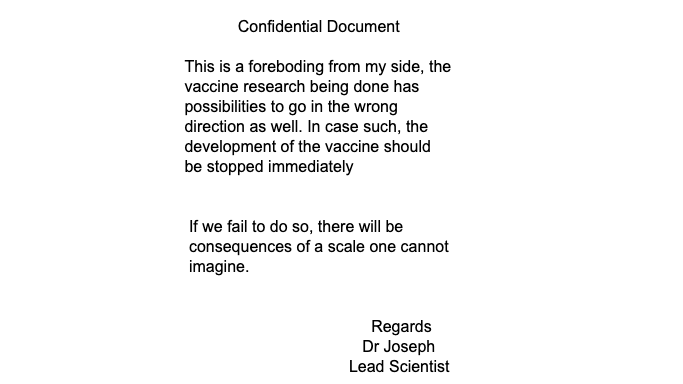 Confidential Document
This is a foreboding from my side, the
vaccine research being done has
possibilities to go in the wrong
direction as well. In case such, the
development of the vaccine should
be stopped immediately
If we fail to do so, there will be
consequences of a scale one cannot
imagine.
Regards
Dr Joseph
Lead Scientist